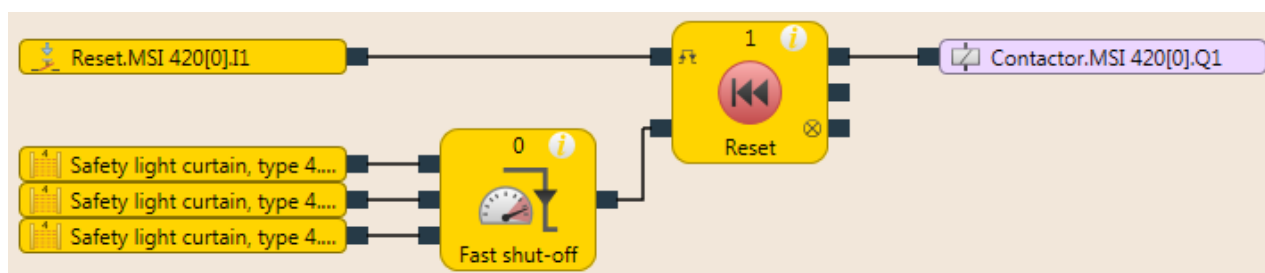 Reset.MSI 420[0].I1
1
Contactor.MSI 420[0].Q1
Reset
0
Safety light curtain, type 4....
Safety light curtain, type 4....
Safety light curtain, type 4....
Fast shut-off